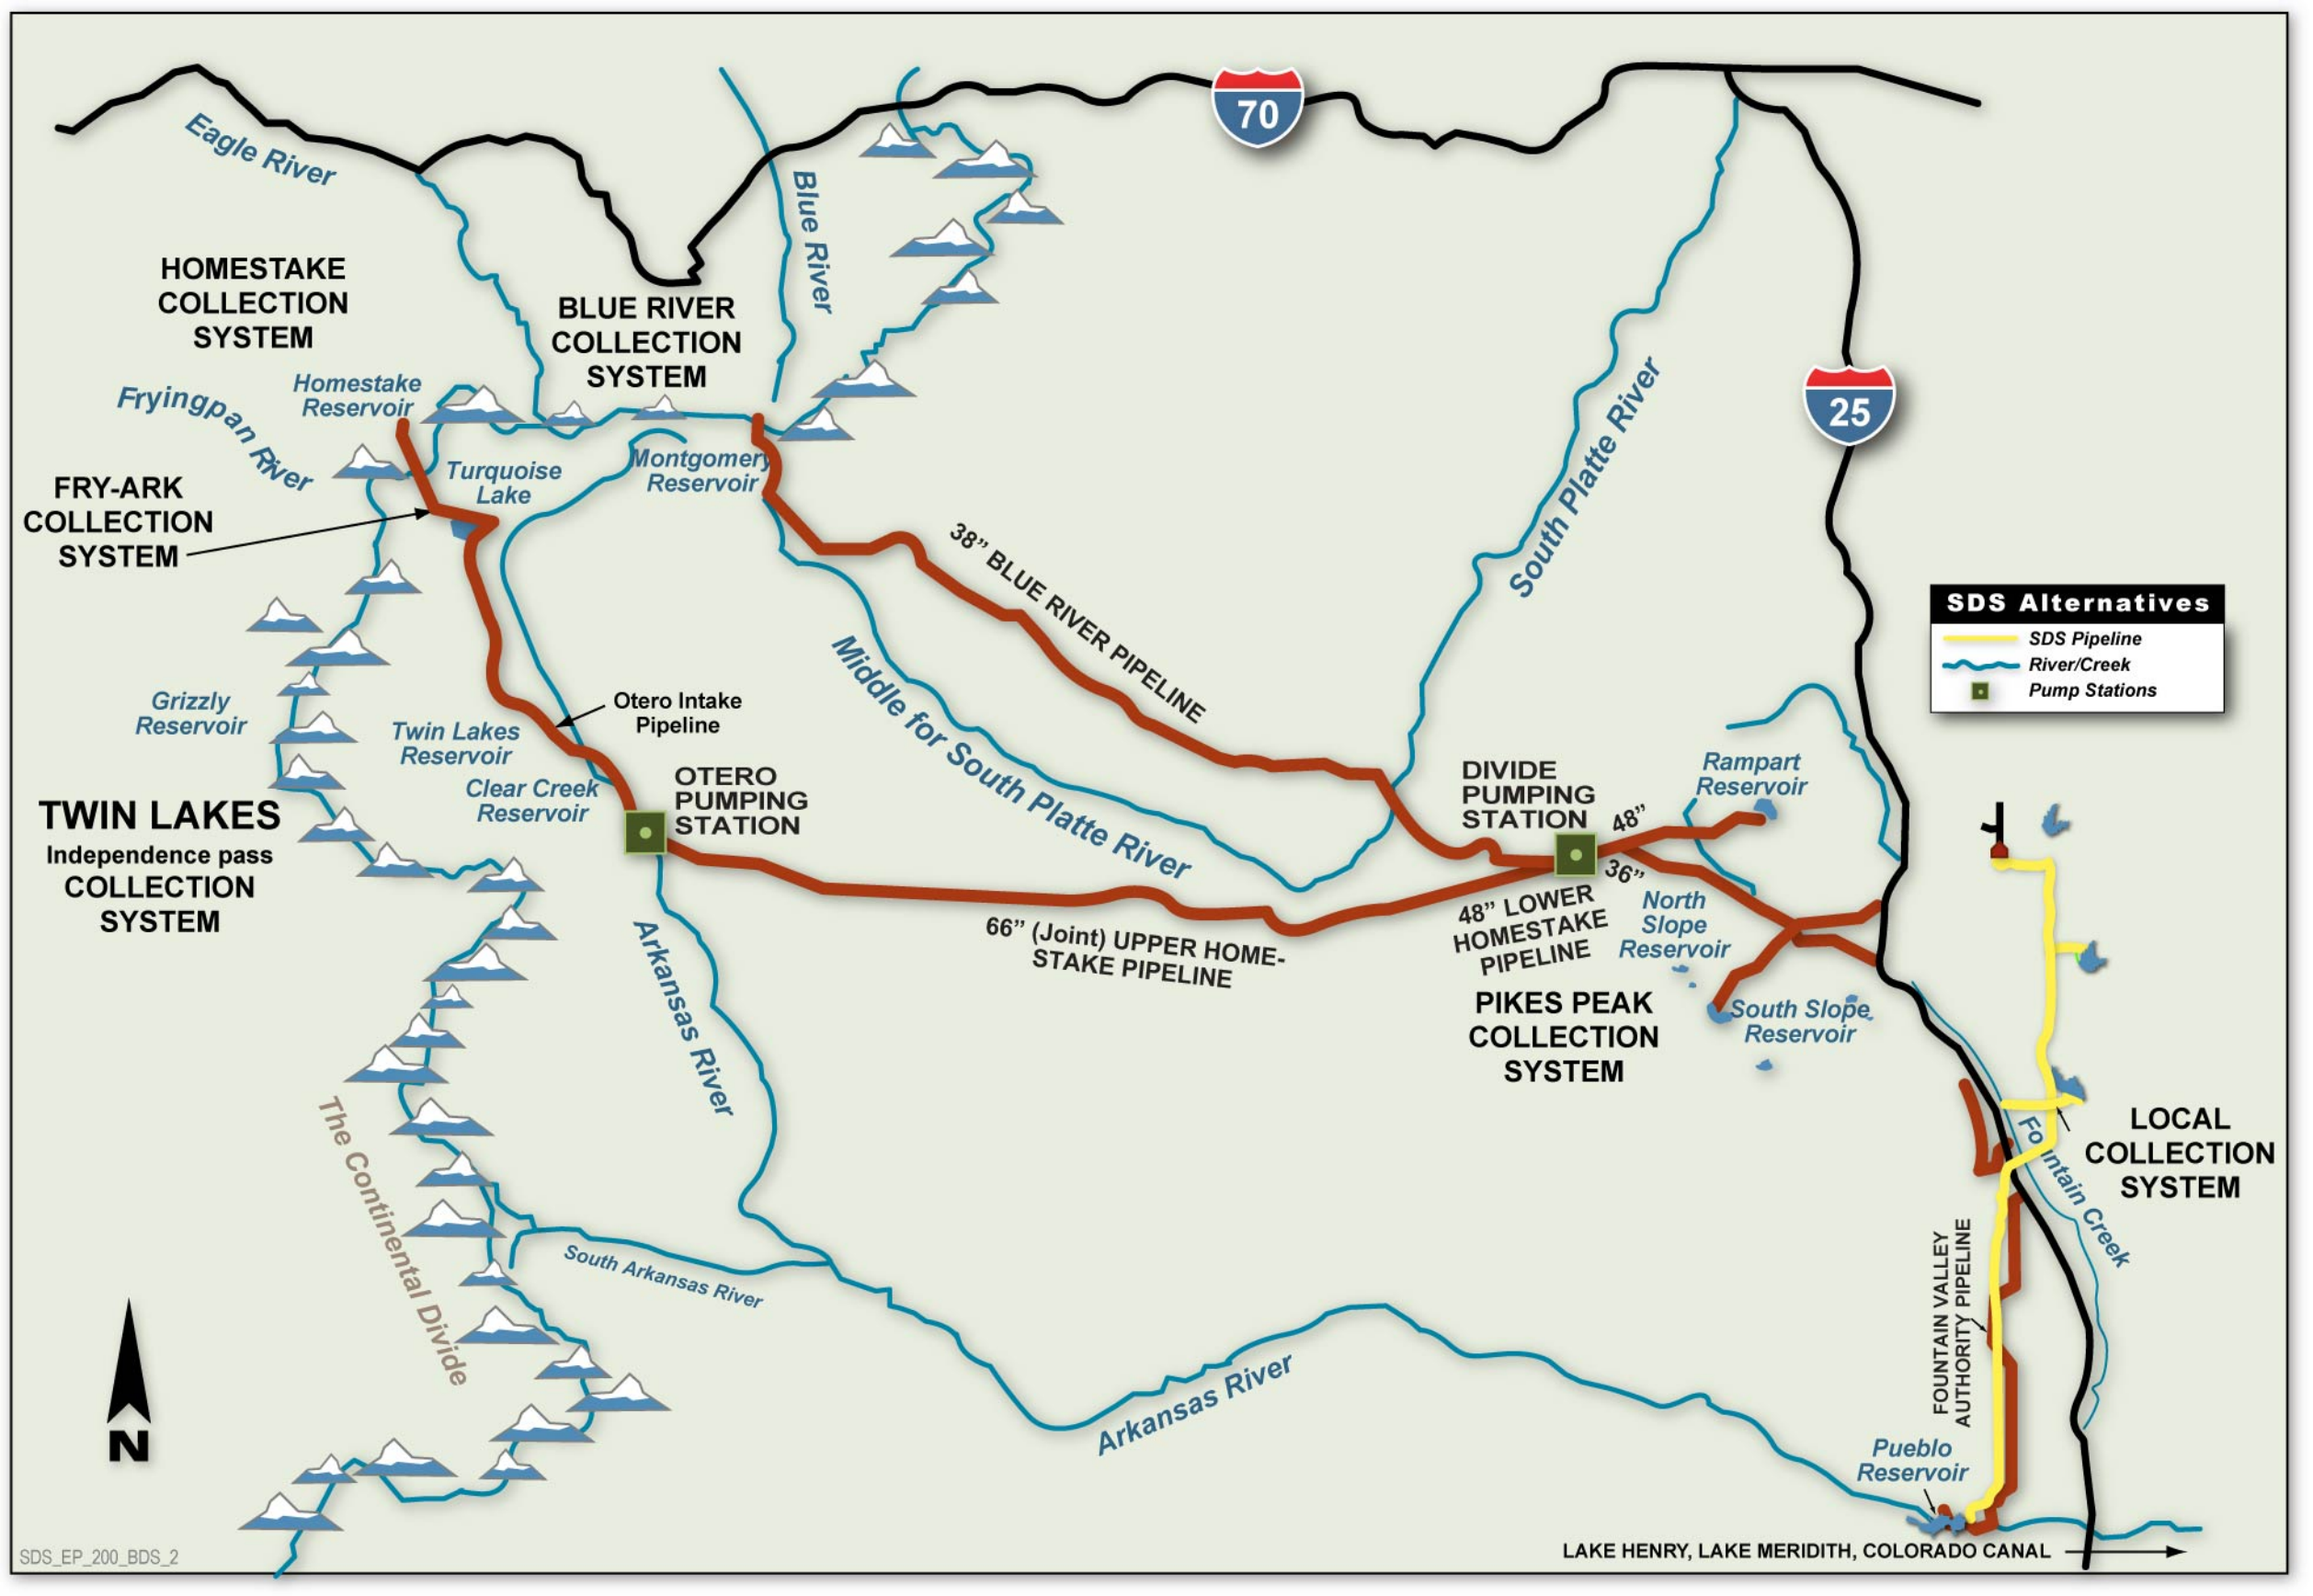 70
Eagle River
Blue River
HOMESTAKE
COLLECTION
SYSTEM
BLUE RIVER
COLLECTION
SYSTEM
25
Fryingpan River
Homestake
Reservoir
Turquoise
Lake
Montgomery
Reservoir
FRY-ARK
COLLECTION
SYSTEM
38” BLUE RIVER PIPELINE
South Platte River
SDS Alternatives
SDS Pipeline
River/Creek
Pump Stations
Middle for South Platte River
Grizzly
Reservoir
Otero Intake
Pipeline
Twin Lakes
Reservoir
Clear Creek
Reservoir
OTERO
PUMPING
STATION
DIVIDE
PUMPING
STATION
48”
36”
Rampart
Reservoir
TWIN LAKES
Independence pass
COLLECTION
SYSTEM
66” (Joint) UPPER HOME-
STAKE PIPELINE
48” LOWER
HOMESTAKE
PIPELINE
North
Slope
Reservoir
PIKES PEAK
COLLECTION
SYSTEM
South Slope
Reservoir
Arkansas River
The Continental Divide
LOCAL
COLLECTION
SYSTEM
Fountain Creek
South Arkansas River
FOUNTAIN VALLEY
AUTHORITY PIPELINE
Arkansas River
N
Pueblo
Reservoir
LAKE HENRY, LAKE MERIDITH, COLORADO CANAL
SDS_EP_200_BDS_2